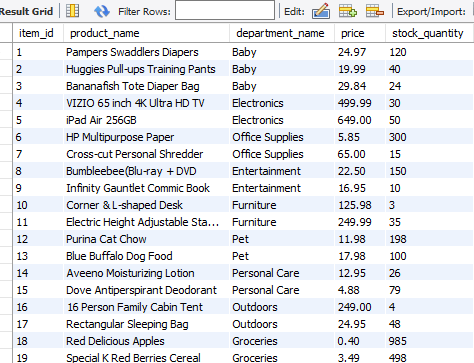 Result Grid Filter Rows: Edit: Export/Import:
item_id product_name department_name price stock_quantity
1 Pampers Swaddlers Diapers Baby 24.97 120
2 Huggies Pull-ups Training Pants Baby 19.99 40
3 Bananafish Tote Diaper Bag Baby 29.84 24
4 VIZIO 65 inch 4K Ultra HD TV Electronics 499.99 30
5 iPad Air 256GB Electronics 649.00 50
6 HP Multipurpose Paper Office Supplies 5.85 300
7 Cross-cut Personal Shredder Office Supplies 65.00 15
8 Bumbleebee(Blu-ray + DVD Entertainment 22.50 150
9 Infinity Gauntlet Commic Book Entertainment 16.95 10
10 Corner & L-shaped Desk Furniture 125.98 3
11 Electric Height Adjustable Sta... Furniture 249.99 35
12 Purina Cat Chow Pet 11.98 198
13 Blue Buffalo Dog Food Pet 17.98 100
14 Aveeno Moisturizing Lotion Personal Care 12.95 26
15 Dove Antiperspirant Deodorant Personal Care 4.88 79
16 16 Person Family Cabin Tent Outdoors 249.00 4
17 Rectangular Sleeping Bag Outdoors 24.95 48
18 Red Delicious Apples Groceries 0.40 985
19 Special K Red Berries Cereal Groceries 3.49 498